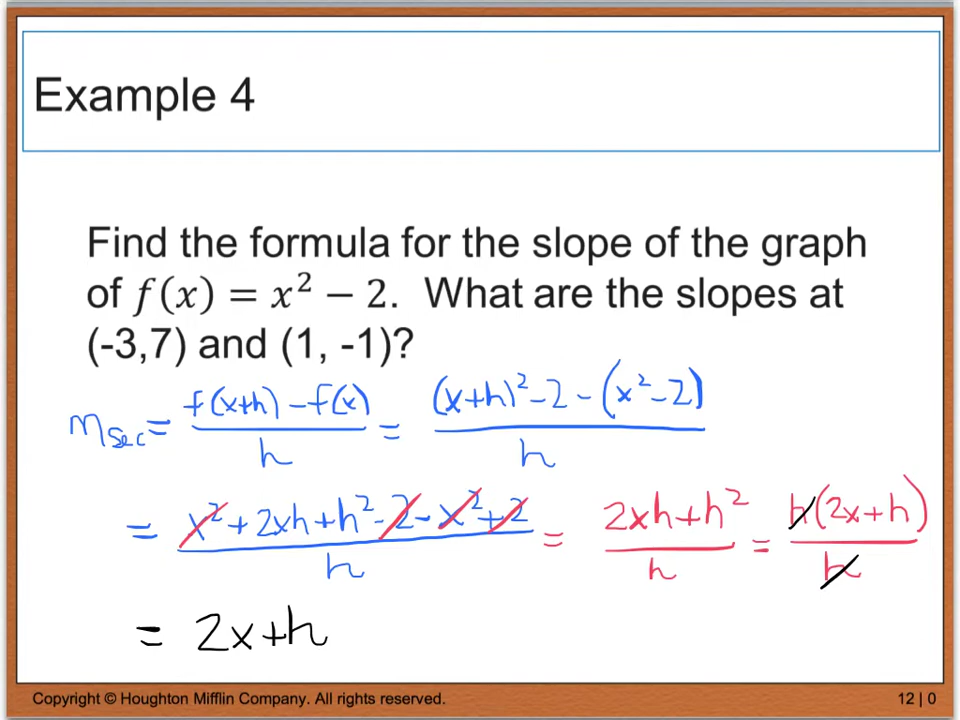 Example 4
Find the formula for the slope of the graph
of f(x) = x² − 2. What are the slopes at
(-3,7) and (1, -1)?
m_sec = (f(x+h) − f(x))/h = ((x+h)² − 2 − (x² − 2))/h
= (x² + 2xh + h² − 2 − x² + 2)/h = (2xh + h²)/h = h(2x + h)/h
= 2x+h
Copyright © Houghton Mifflin Company. All rights reserved. 12 | 0